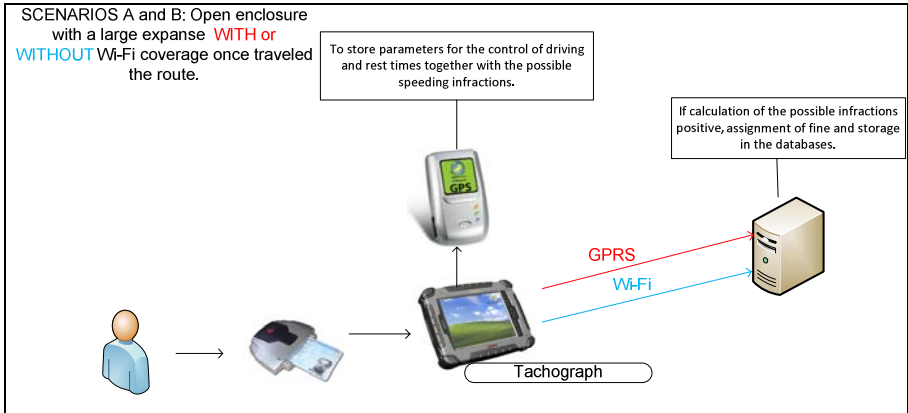 SCENARIOS A and B: Open enclosure
with a large expanse WITH or
WITHOUT Wi-Fi coverage once traveled
the route.
To store parameters for the control of driving
and rest times together with the possible
speeding infractions.
If calculation of the possible infractions
positive, assignment of fine and storage
in the databases.
GPS
GPRS
Wi-Fi
Tachograph